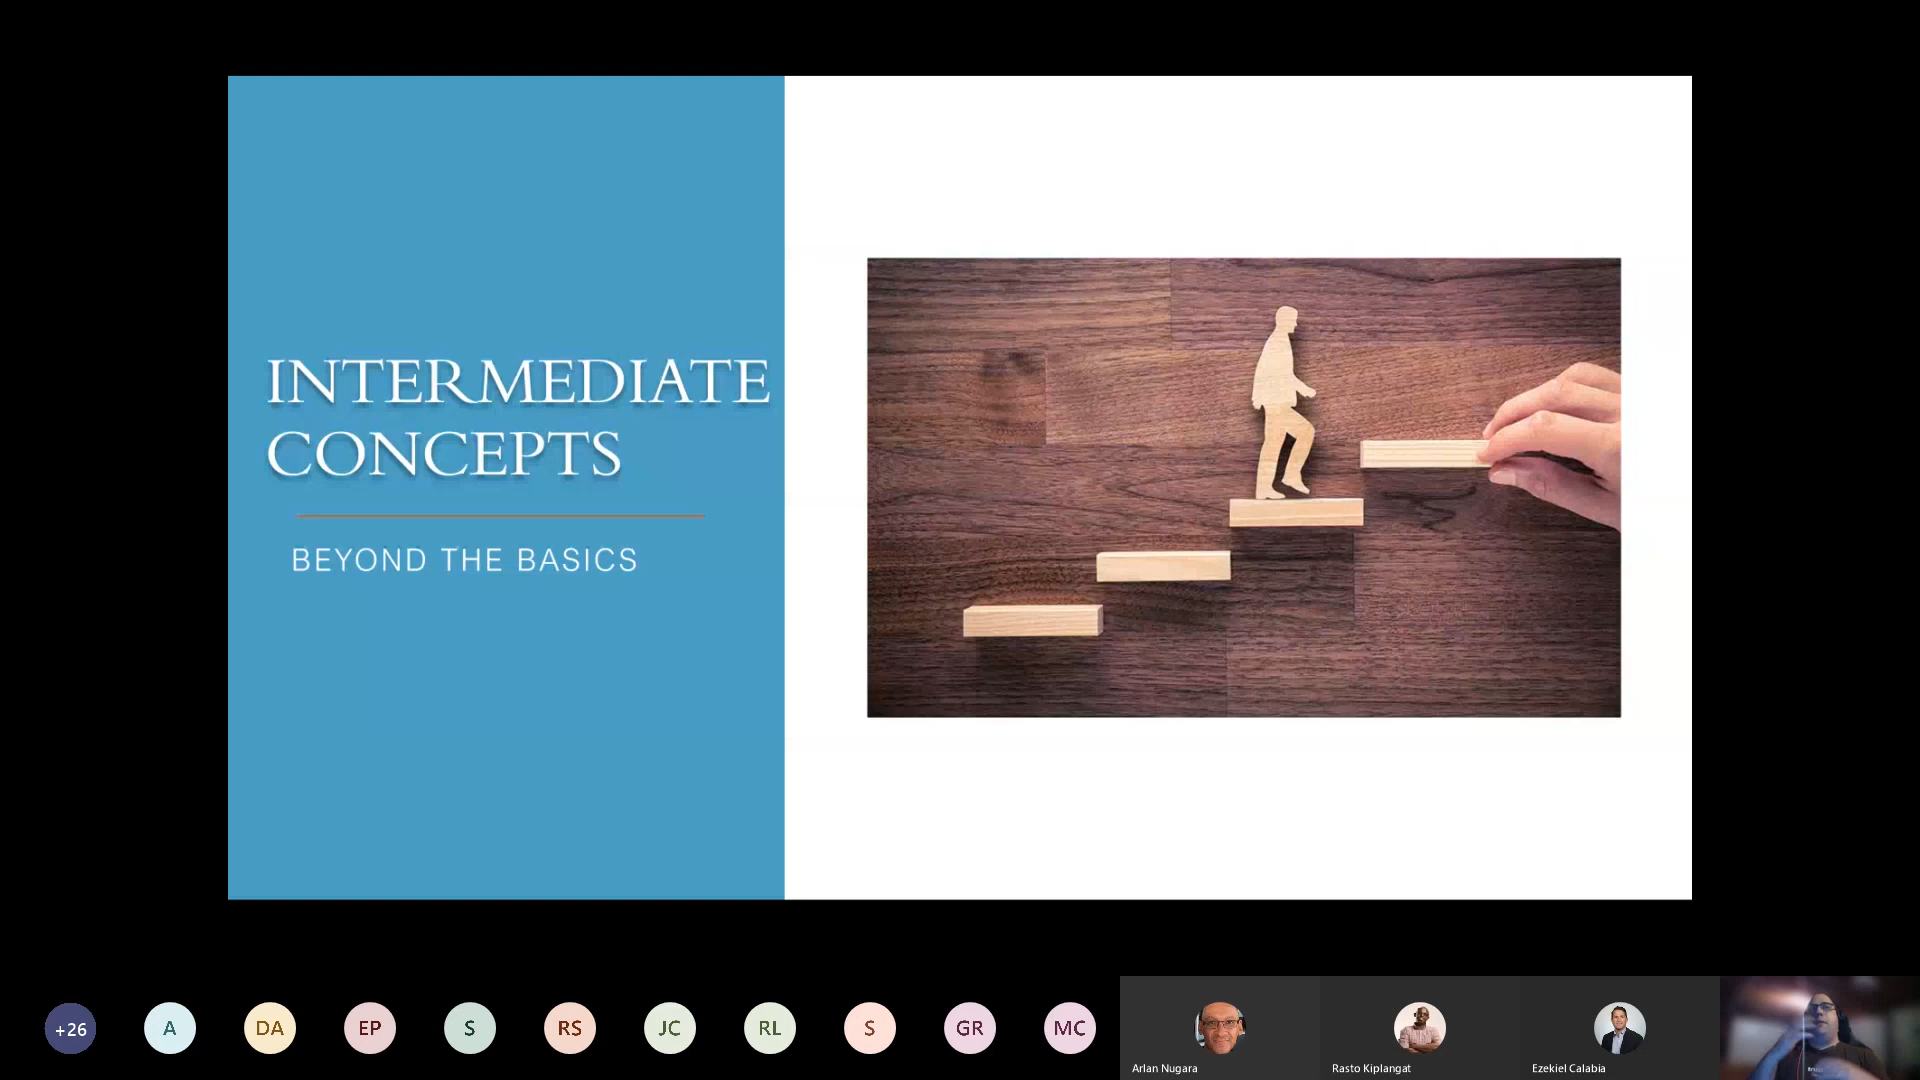 INTERMEDIATE
CONCEPTS
BEYOND THE BASICS
+26
A
DA
EP
S
RS
JC
RL
S
GR
MC
Arlan Nugara
Rasto Kiplangat
Ezekiel Calabia